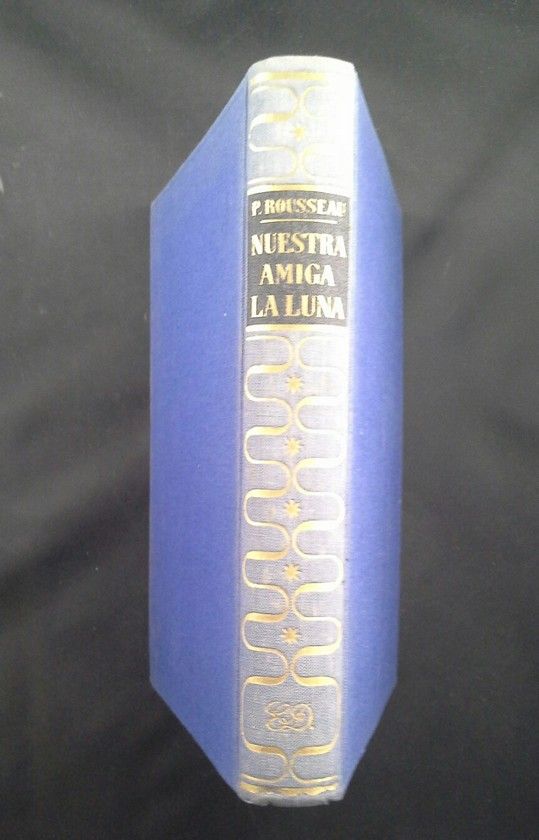 P. ROUSSEAU
NUESTRA
AMIGA
LA LUNA